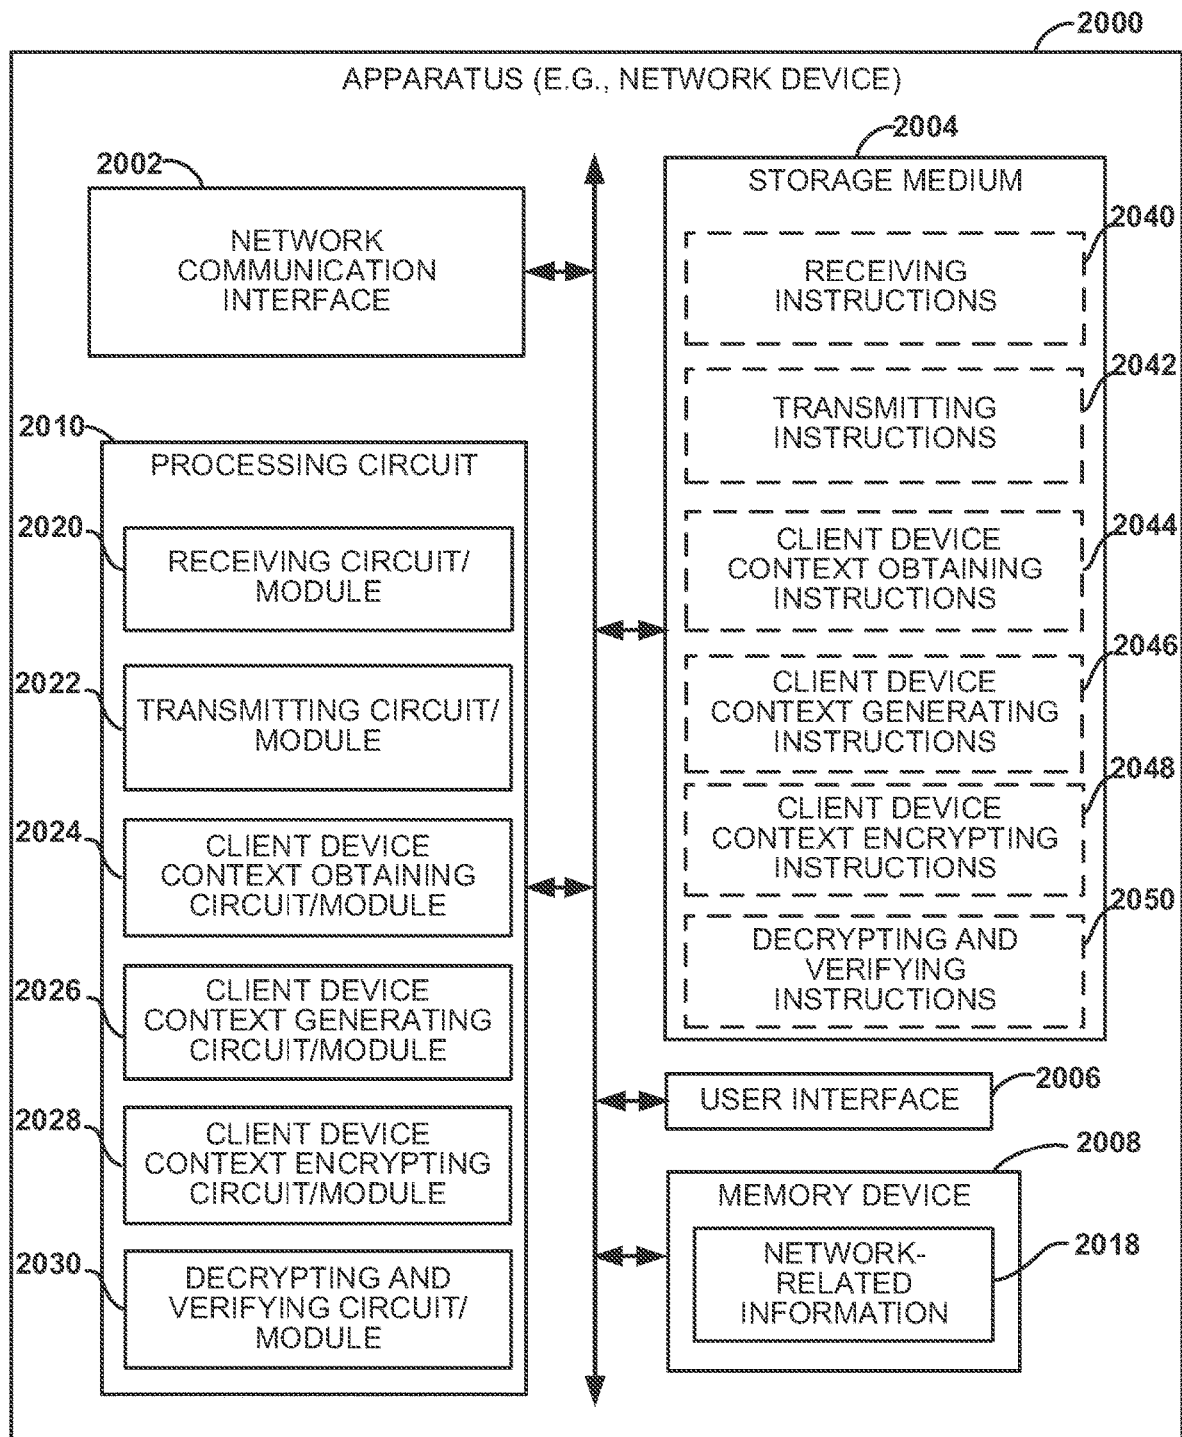 2000
APPARATUS (E.G., NETWORK DEVICE)
2002
NETWORK
COMMUNICATION
INTERFACE
2010
PROCESSING CIRCUIT
2020
RECEIVING CIRCUIT/
MODULE
2022
TRANSMITTING CIRCUIT/
MODULE
2024
CLIENT DEVICE
CONTEXT OBTAINING
CIRCUIT/MODULE
2026
CLIENT DEVICE
CONTEXT GENERATING
CIRCUIT/MODULE
2028
CLIENT DEVICE
CONTEXT ENCRYPTING
CIRCUIT/MODULE
2030
DECRYPTING AND
VERIFYING CIRCUIT/
MODULE
2004
STORAGE MEDIUM
2040
RECEIVING
INSTRUCTIONS
2042
TRANSMITTING
INSTRUCTIONS
2044
CLIENT DEVICE
CONTEXT OBTAINING
INSTRUCTIONS
2046
CLIENT DEVICE
CONTEXT GENERATING
INSTRUCTIONS
2048
CLIENT DEVICE
CONTEXT ENCRYPTING
INSTRUCTIONS
2050
DECRYPTING AND
VERIFYING
INSTRUCTIONS
2006
USER INTERFACE
2008
MEMORY DEVICE
2018
NETWORK-
RELATED
INFORMATION